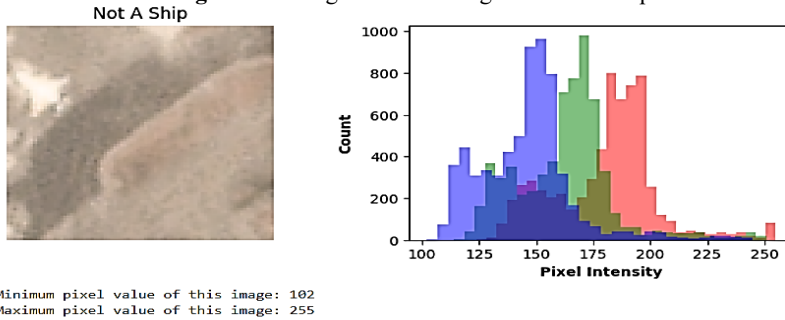 Not A Ship
1000
800
600
400
200
0
Count
100 125 150 175 200 225 250
Pixel Intensity
Minimum pixel value of this image: 102
Maximum pixel value of this image: 255